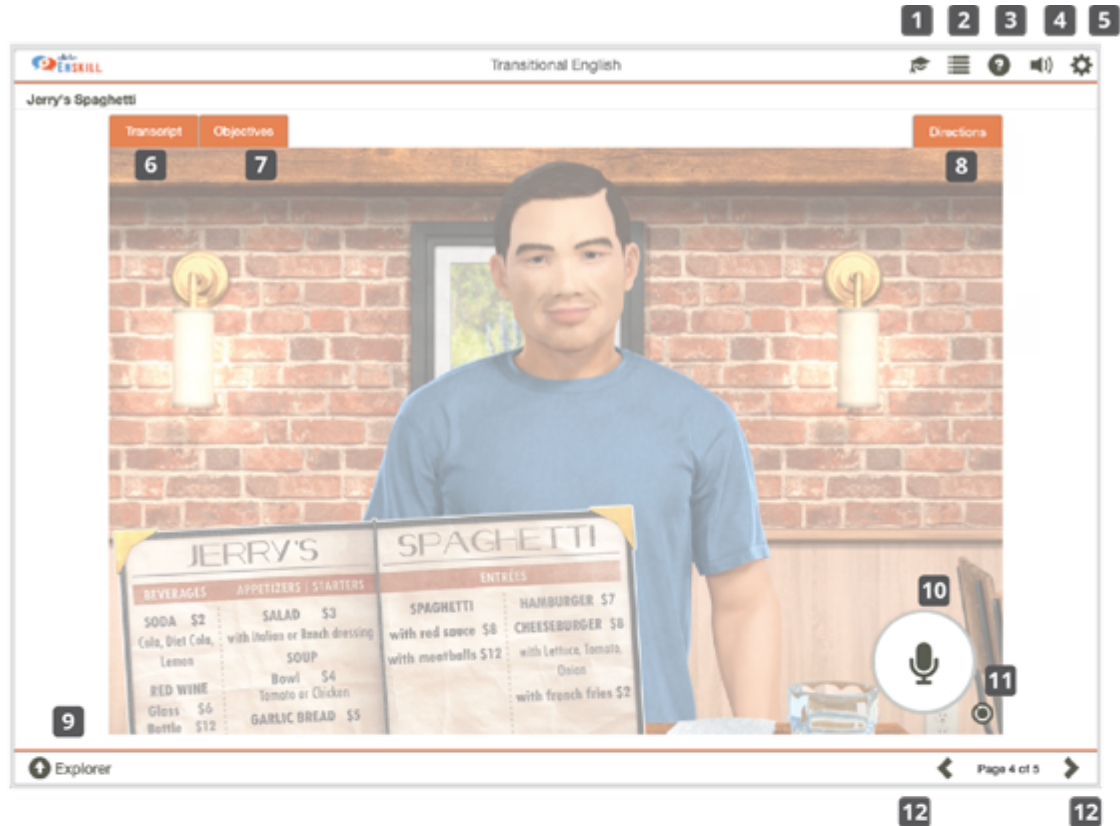 1 2 3 4 5
ENSKILL
Transitional English
Jerry's Spaghetti
Transcript
Objectives
Directions
6
7
8
JERRY'S
SPAGHETTI
BEVERAGES
SODA $2
Cola, Diet Cola,
Lemon
RED WINE
Glass $6
Bottle $12
APPETIZERS | STARTERS
SALAD $3
with italian or Ranch dressing
SOUP
Bowl $4
Tomato or Chicken
GARLIC BREAD $5
ENTRÉES
SPAGHETTI
with red sauce $8
with meatballs $12
HAMBURGER $7
CHEESEBURGER $8
with Lettuce, Tomato,
Onion
with french fries $2
10
11
9
Explorer
Page 4 of 5
12
12